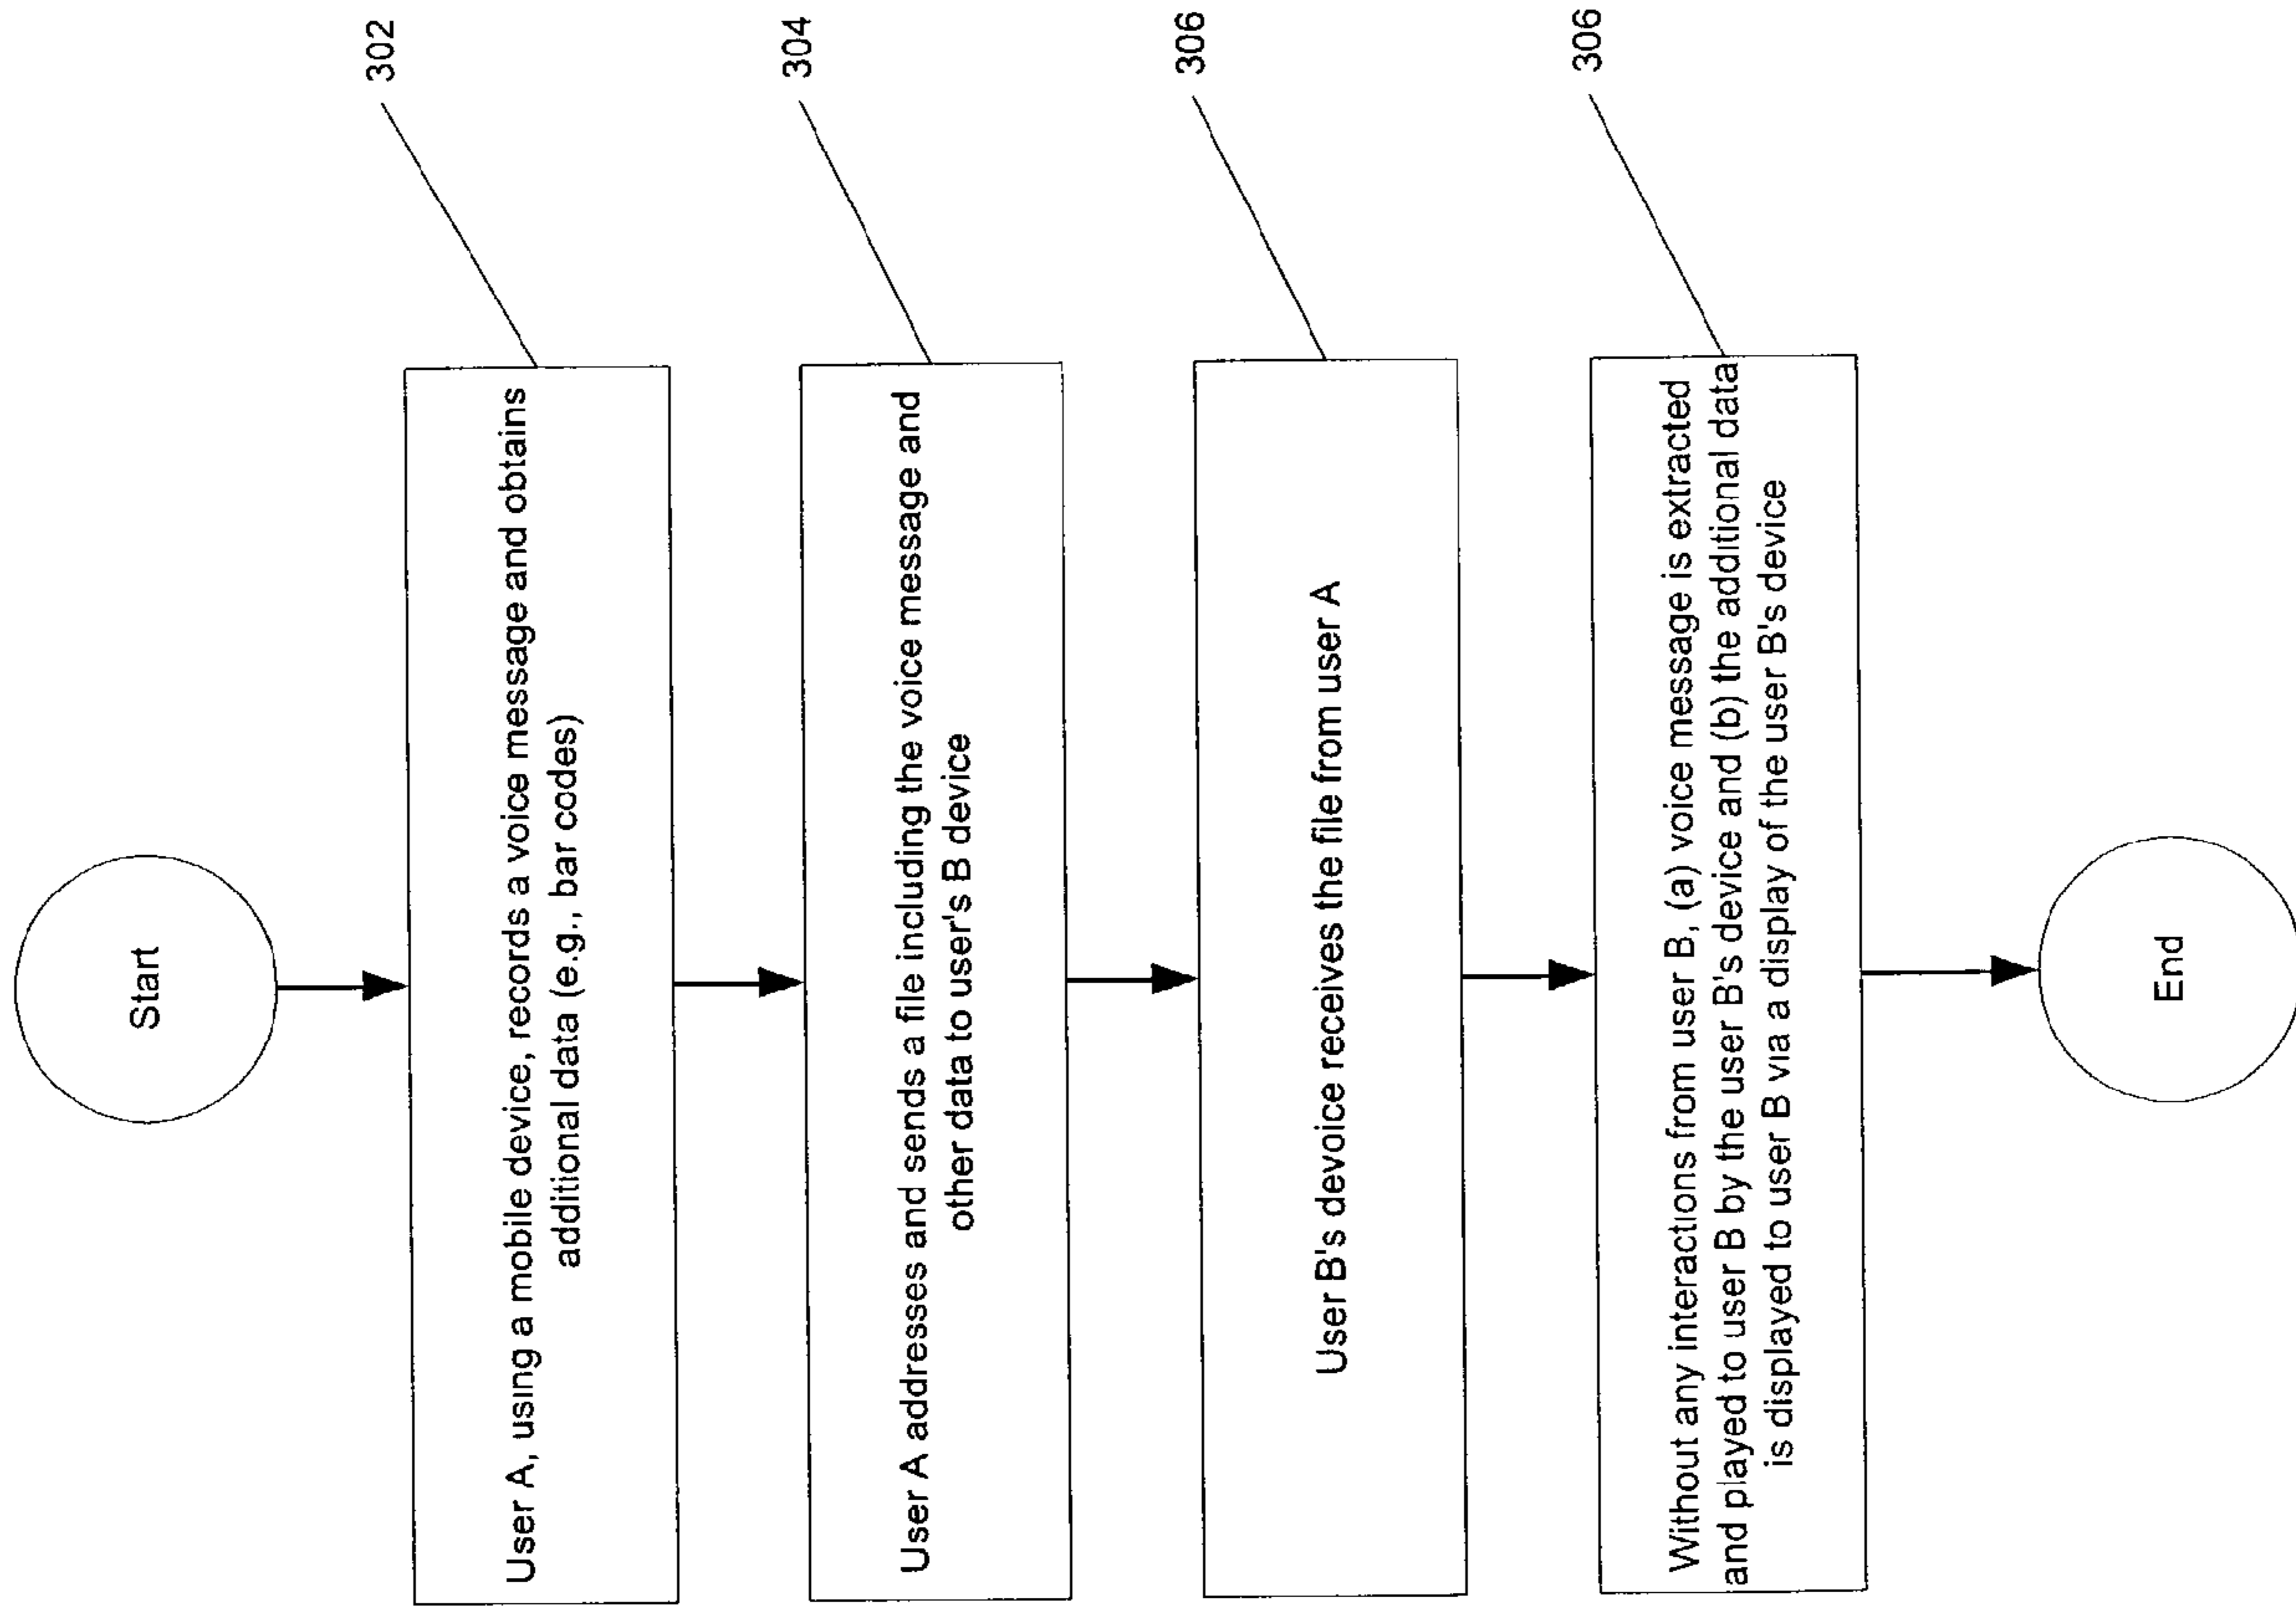 Start
302
User A, using a mobile device, records a voice message and obtains
additional data (e.g., bar codes)
304
User A addresses and sends a file including the voice message and
other data to user's B device
306
User B's devoice receives the file from user A
306
Without any interactions from user B, (a) voice message is extracted
and played to user B by the user B's device and (b) the additional data
is displayed to user B via a display of the user B's device
End